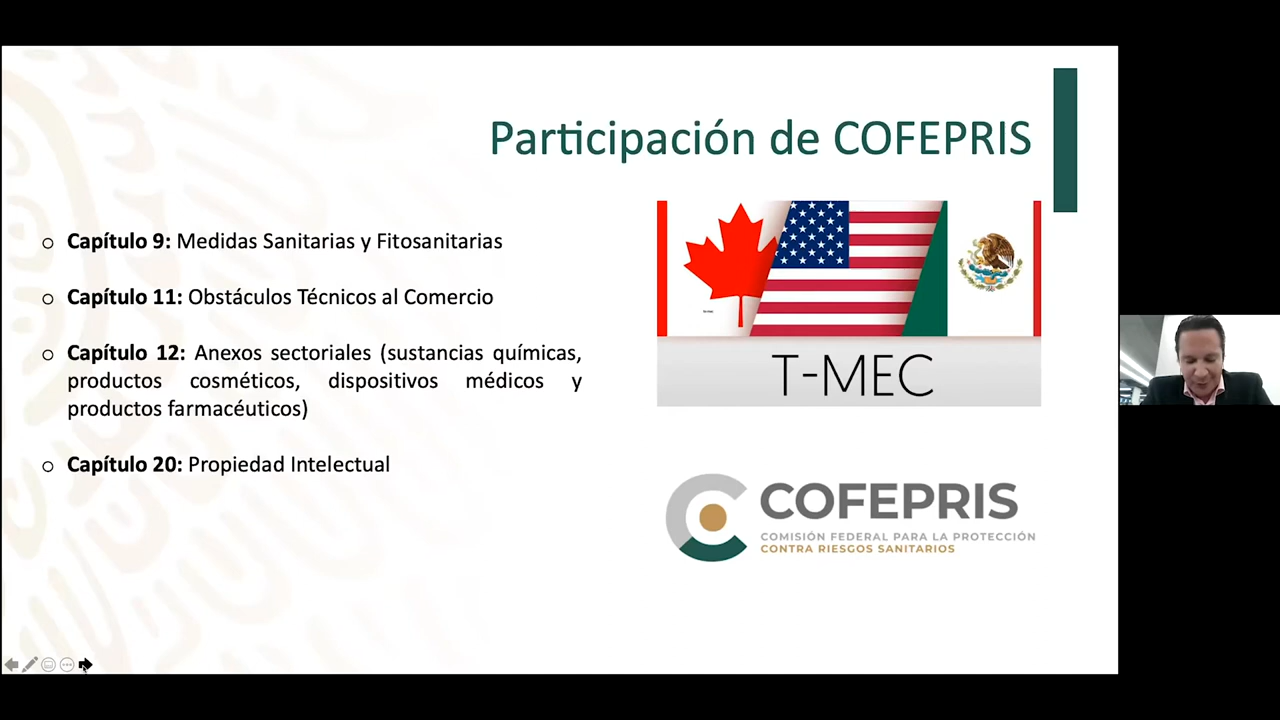 Participación de COFEPRIS
Capítulo 9: Medidas Sanitarias y Fitosanitarias
Capítulo 11: Obstáculos Técnicos al Comercio
Capítulo 12: Anexos sectoriales (sustancias químicas,
productos cosméticos, dispositivos médicos y
productos farmacéuticos)
Capítulo 20: Propiedad Intelectual
T-MEC
COFEPRIS
COMISIÓN FEDERAL PARA LA PROTECCIÓN
CONTRA RIESGOS SANITARIOS